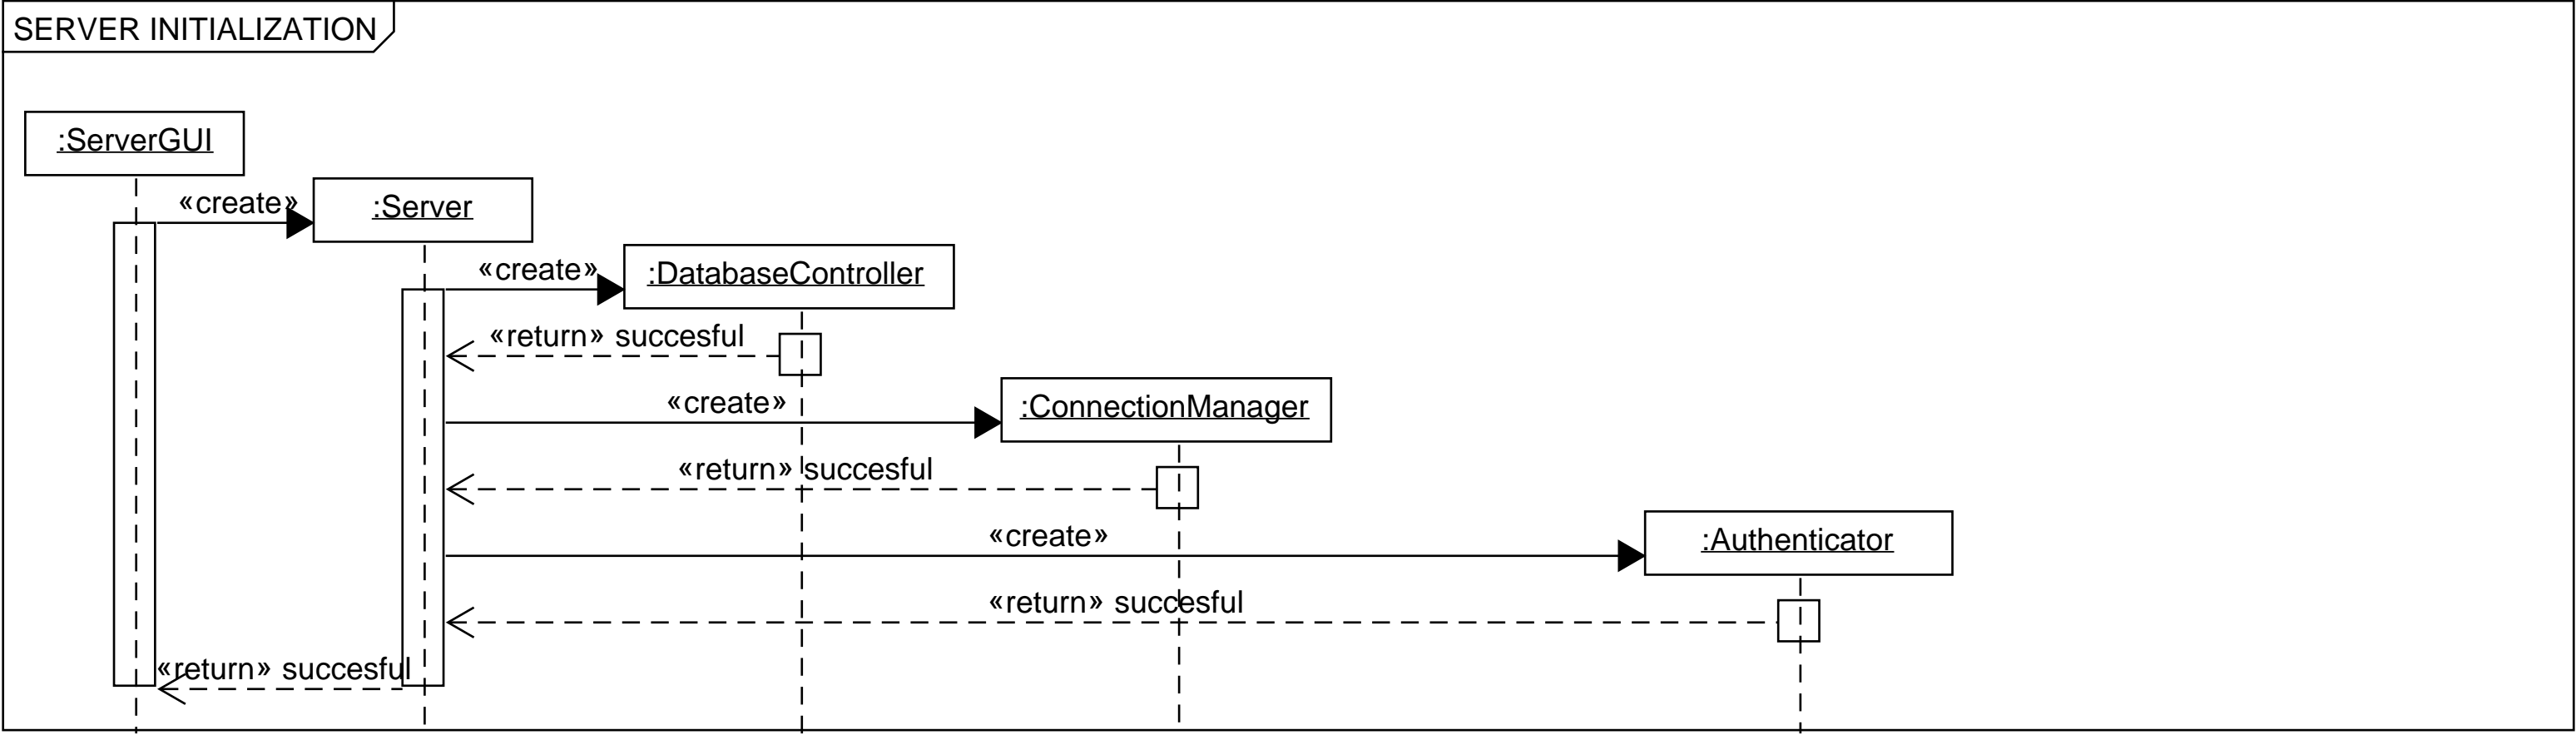 SERVER INITIALIZATION
:ServerGUI
«create»
:Server
«create»
:DatabaseController
«return» succesful
«create»
:ConnectionManager
«return» succesful
«create»
:Authenticator
«return» succesful
«return» succesful